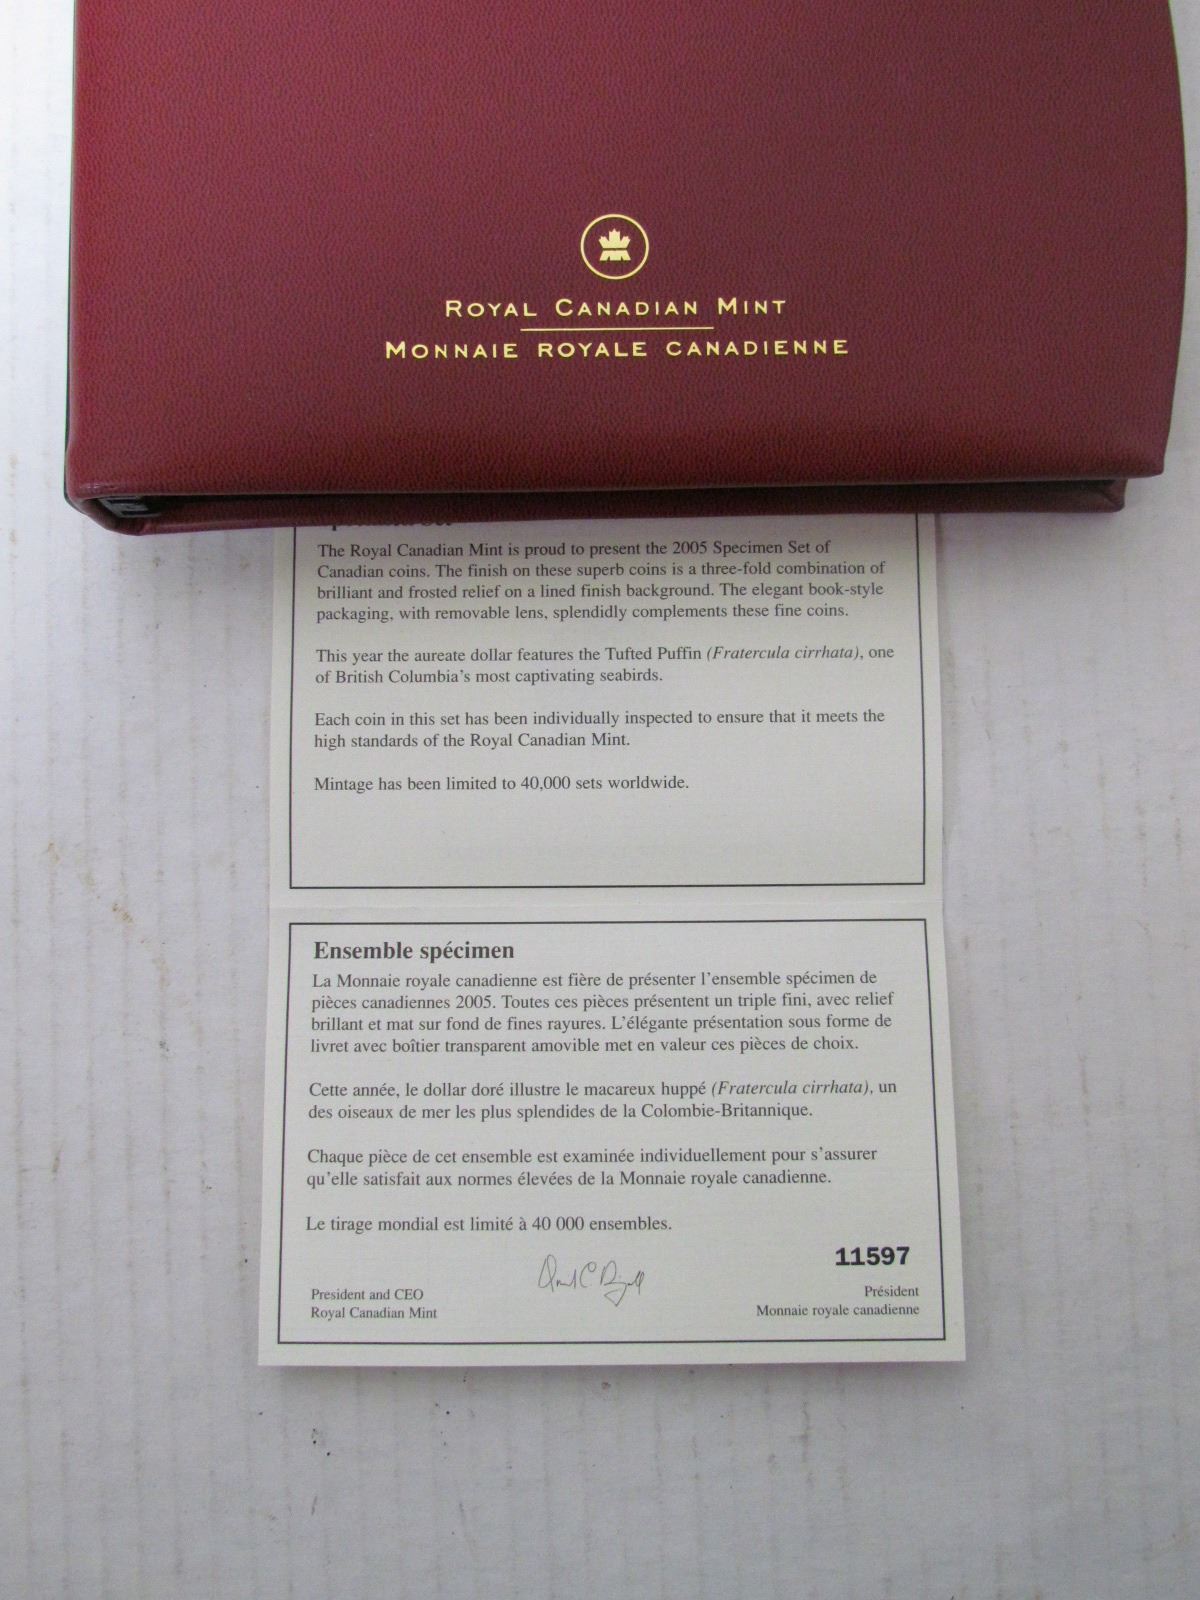 ROYAL CANADIAN MINT
MONNAIE ROYALE CANADIENNE
The Royal Canadian Mint is proud to present the 2005 Specimen Set of
Canadian coins. The finish on these superb coins is a three-fold combination of
brilliant and frosted relief on a lined finish background. The elegant book-style
packaging, with removable lens, splendidly complements these fine coins.
This year the aureate dollar features the Tufted Puffin (Fratercula cirrhata), one
of British Columbia's most captivating seabirds.
Each coin in this set has been individually inspected to ensure that it meets the
high standards of the Royal Canadian Mint.
Mintage has been limited to 40,000 sets worldwide.
Ensemble spécimen
La Monnaie royale canadienne est fière de présenter l'ensemble spécimen de
pièces canadiennes 2005. Toutes ces pièces présentent un triple fini, avec relief
brillant et mat sur fond de fines rayures. L'élégante présentation sous forme de
livret avec boîtier transparent amovible met en valeur ces pièces de choix.
Cette année, le dollar doré illustre le macareux huppé (Fratercula cirrhata), un
des oiseaux de mer les plus splendides de la Colombie-Britannique.
Chaque pièce de cet ensemble est examinée individuellement pour s'assurer
qu'elle satisfait aux normes élevées de la Monnaie royale canadienne.
Le tirage mondial est limité à 40 000 ensembles.
11597
President and CEO
Royal Canadian Mint
Président
Monnaie royale canadienne